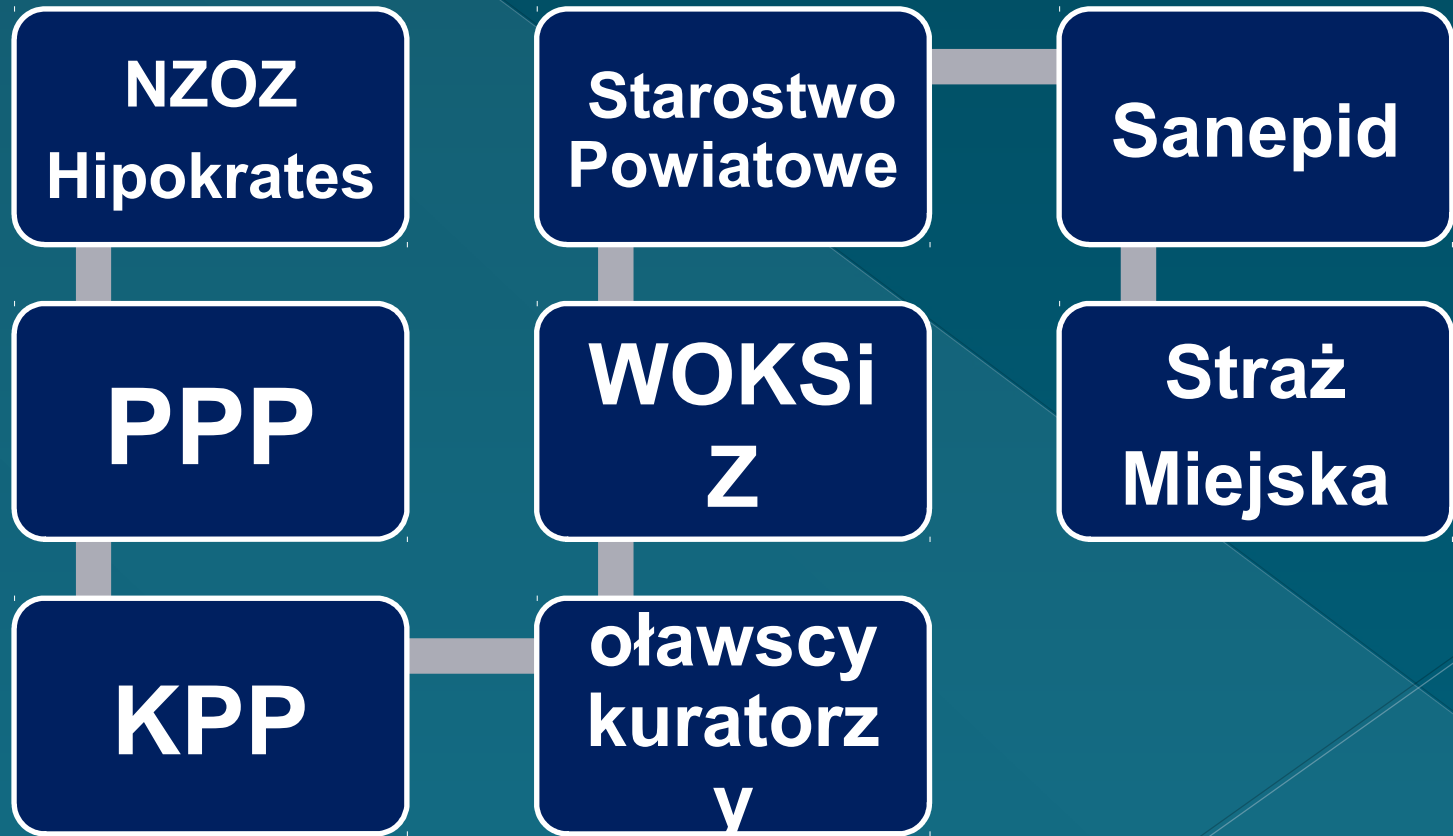 NZOZ
Hipokrates
PPP
KPP
oławscy
kuratorz
y
WOKSi
Z
Starostwo
Powiatowe
Sanepid
Straż
Miejska